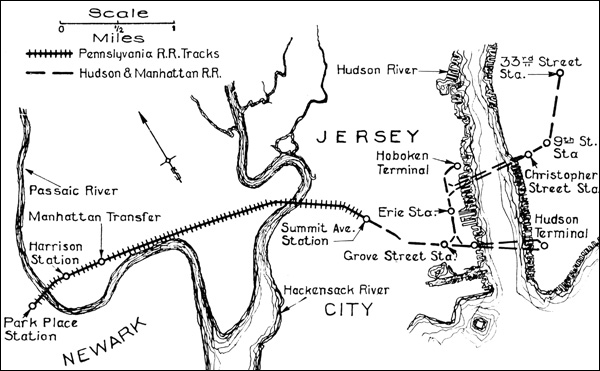 Scale
0 1/2 1
Miles
Pennslyvania R.R. Tracks
Hudson & Manhattan R.R.
Hudson River
33rd Street
Sta.
JERSEY
Hoboken
Terminal
9th St.
Sta
Christopher
Street Sta.
Passaic River
Manhattan Transfer
Erie Sta.
Hudson
Terminal
Harrison
Station
Summit Ave.
Station
Grove Street Sta.
Hackensack River
CITY
Park Place
Station
NEWARK